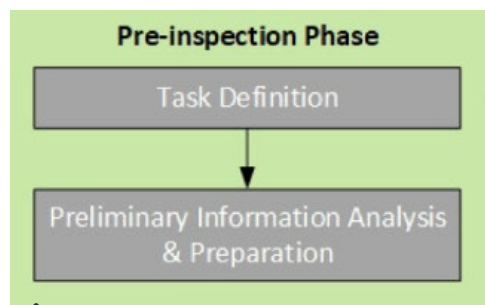 Pre-inspection Phase
Task Definition
Preliminary Information Analysis
& Preparation